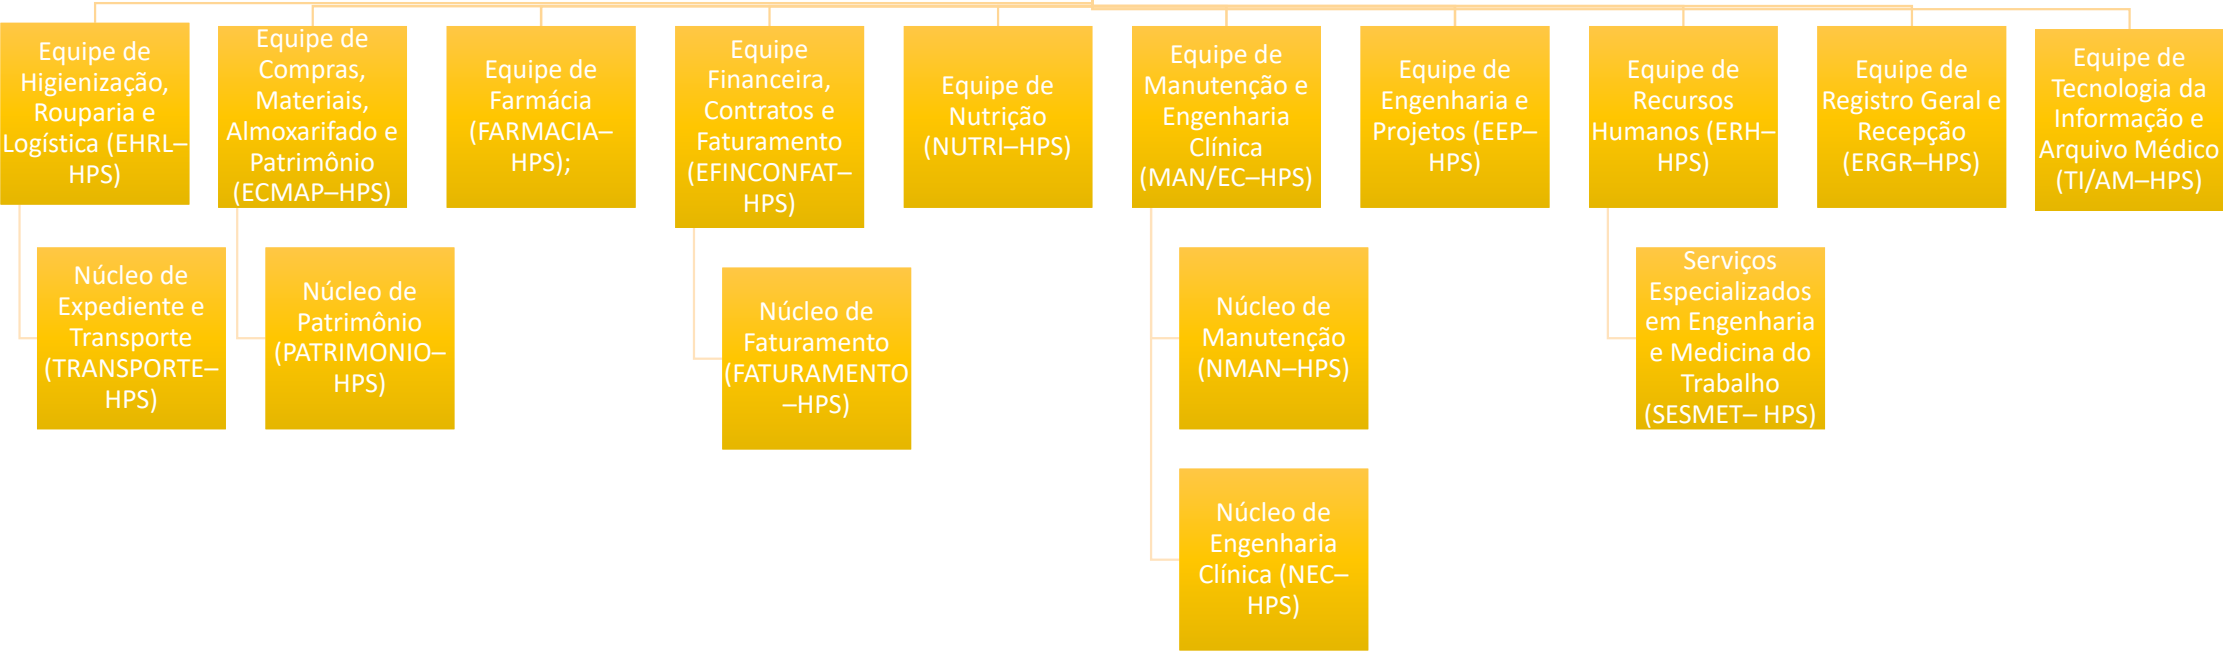 Equipe de
Higienização,
Rouparia e
Logística (EHRL–
HPS)
Equipe de
Compras,
Materiais,
Almoxarifado e
Patrimônio
(ECMAP–HPS)
Equipe de
Farmácia
(FARMACIA–
HPS);
Equipe
Financeira,
Contratos e
Faturamento
(EFINCONFAT–
HPS)
Equipe de
Nutrição
(NUTRI–HPS)
Equipe de
Manutenção e
Engenharia
Clínica
(MAN/EC–HPS)
Equipe de
Engenharia e
Projetos (EEP–
HPS)
Equipe de
Recursos
Humanos (ERH–
HPS)
Equipe de
Registro Geral e
Recepção
(ERGR–HPS)
Equipe de
Tecnologia da
Informação e
Arquivo Médico
(TI/AM–HPS)
Núcleo de
Expediente e
Transporte
(TRANSPORTE–
HPS)
Núcleo de
Patrimônio
(PATRIMONIO–
HPS)
Núcleo de
Faturamento
(FATURAMENTO
–HPS)
Núcleo de
Manutenção
(NMAN–HPS)
Serviços
Especializados
em Engenharia
e Medicina do
Trabalho
(SESMET– HPS)
Núcleo de
Engenharia
Clínica (NEC–
HPS)